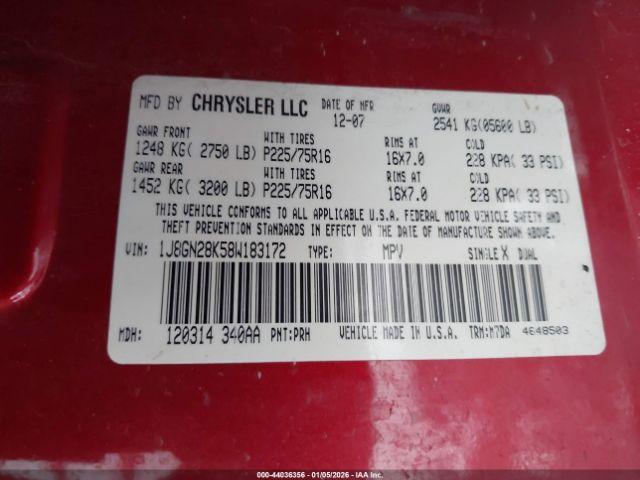 MFD BY CHRYSLER LLC DATE OF MFR 12-07 GVWR 2541 KG(05600 LB)
GAWR FRONT WITH TIRES RIMS AT COLD
1248 KG( 2750 LB) P225/75R16 16X7.0 228 KPA( 33 PSI)
GAWR REAR WITH TIRES RIMS AT COLD
1452 KG( 3200 LB) P225/75R16 16X7.0 228 KPA( 33 PSI)
THIS VEHICLE CONFORMS TO ALL APPLICABLE U.S.A. FEDERAL MOTOR VEHICLE SAFETY AND
THEFT PREVENTION STANDARDS IN EFFECT ON THE DATE OF MANUFACTURE SHOWN ABOVE.
VIN: 1J8GN28K58W183172 TYPE: MPV SINGLE X DUAL
MDH: 120314 340AA PNT:PRH VEHICLE MADE IN U.S.A. TRM:M7DA 4648503
000-44036356 | 01/05/2026 - IAA Inc.